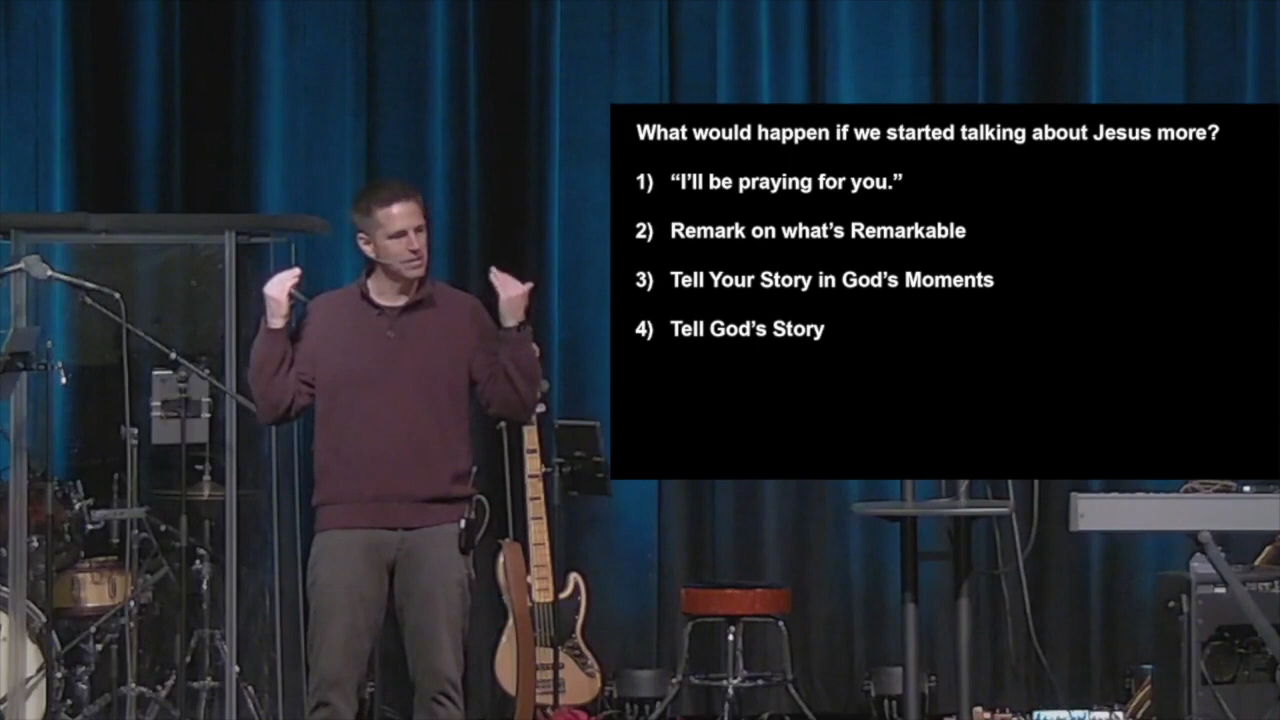 What would happen if we started talking about Jesus more?
1) “I’ll be praying for you.”
2) Remark on what’s Remarkable
3) Tell Your Story in God’s Moments
4) Tell God’s Story